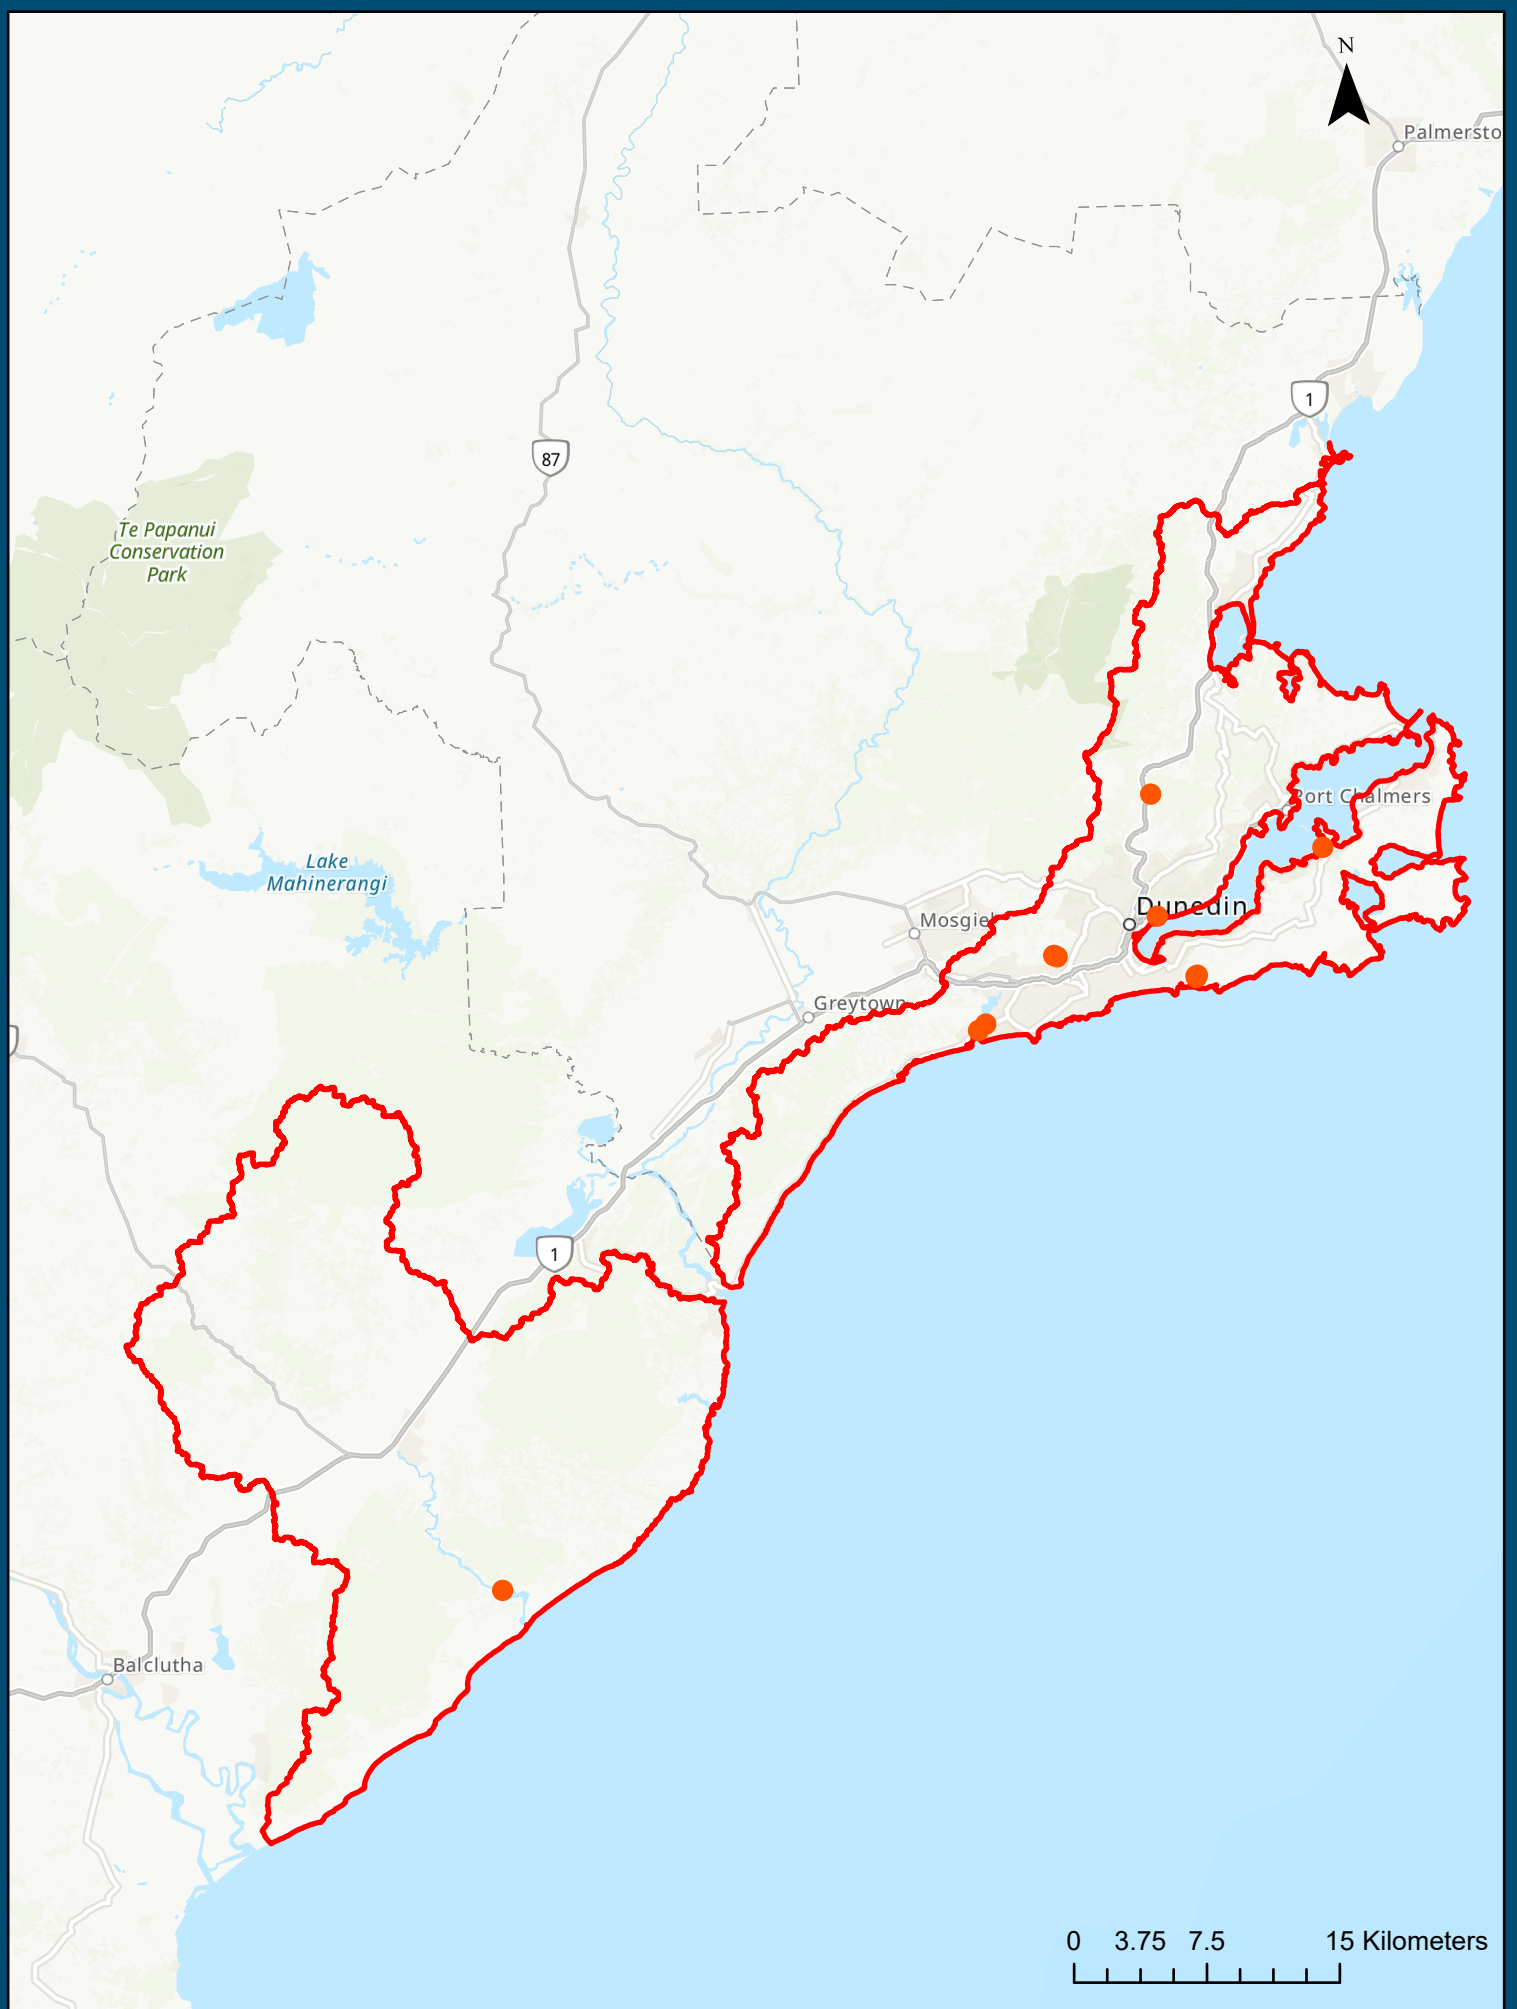 N
Palmersto
1
87
Te Papanui
Conservation
Park
Port Chalmers
Lake
Mahinerangi
Dunedin
Mosgiel
Greytown
1
Balclutha
0 3.75 7.5 15 Kilometers